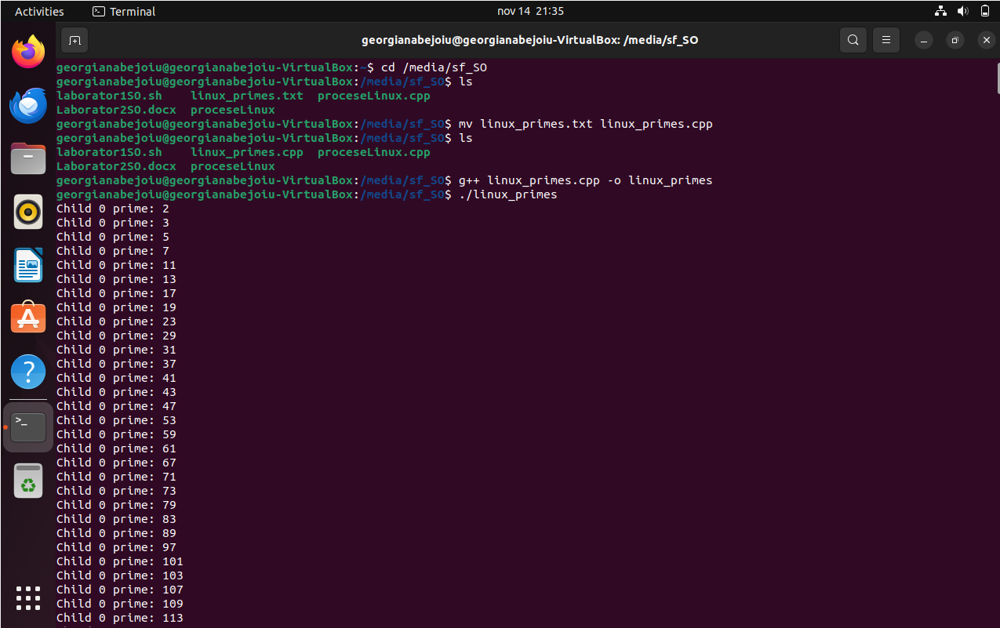 Activities Terminal nov 14 21:35
georgianabejoiu@georgianabejoiu-VirtualBox: /media/sf_SO
georgianabejoiu@georgianabejoiu-VirtualBox:~$ cd /media/sf_SO
georgianabejoiu@georgianabejoiu-VirtualBox:/media/sf_SO$ ls
laborator1SO.sh    linux_primes.txt  proceseLinux.cpp
Laborator2SO.docx  proceseLinux
georgianabejoiu@georgianabejoiu-VirtualBox:/media/sf_SO$ mv linux_primes.txt linux_primes.cpp
georgianabejoiu@georgianabejoiu-VirtualBox:/media/sf_SO$ ls
laborator1SO.sh    linux_primes.cpp  proceseLinux.cpp
Laborator2SO.docx  proceseLinux
georgianabejoiu@georgianabejoiu-VirtualBox:/media/sf_SO$ g++ linux_primes.cpp -o linux_primes
georgianabejoiu@georgianabejoiu-VirtualBox:/media/sf_SO$ ./linux_primes
Child 0 prime: 2
Child 0 prime: 3
Child 0 prime: 5
Child 0 prime: 7
Child 0 prime: 11
Child 0 prime: 13
Child 0 prime: 17
Child 0 prime: 19
Child 0 prime: 23
Child 0 prime: 29
Child 0 prime: 31
Child 0 prime: 37
Child 0 prime: 41
Child 0 prime: 43
Child 0 prime: 47
Child 0 prime: 53
Child 0 prime: 59
Child 0 prime: 61
Child 0 prime: 67
Child 0 prime: 71
Child 0 prime: 73
Child 0 prime: 79
Child 0 prime: 83
Child 0 prime: 89
Child 0 prime: 97
Child 0 prime: 101
Child 0 prime: 103
Child 0 prime: 107
Child 0 prime: 109
Child 0 prime: 113